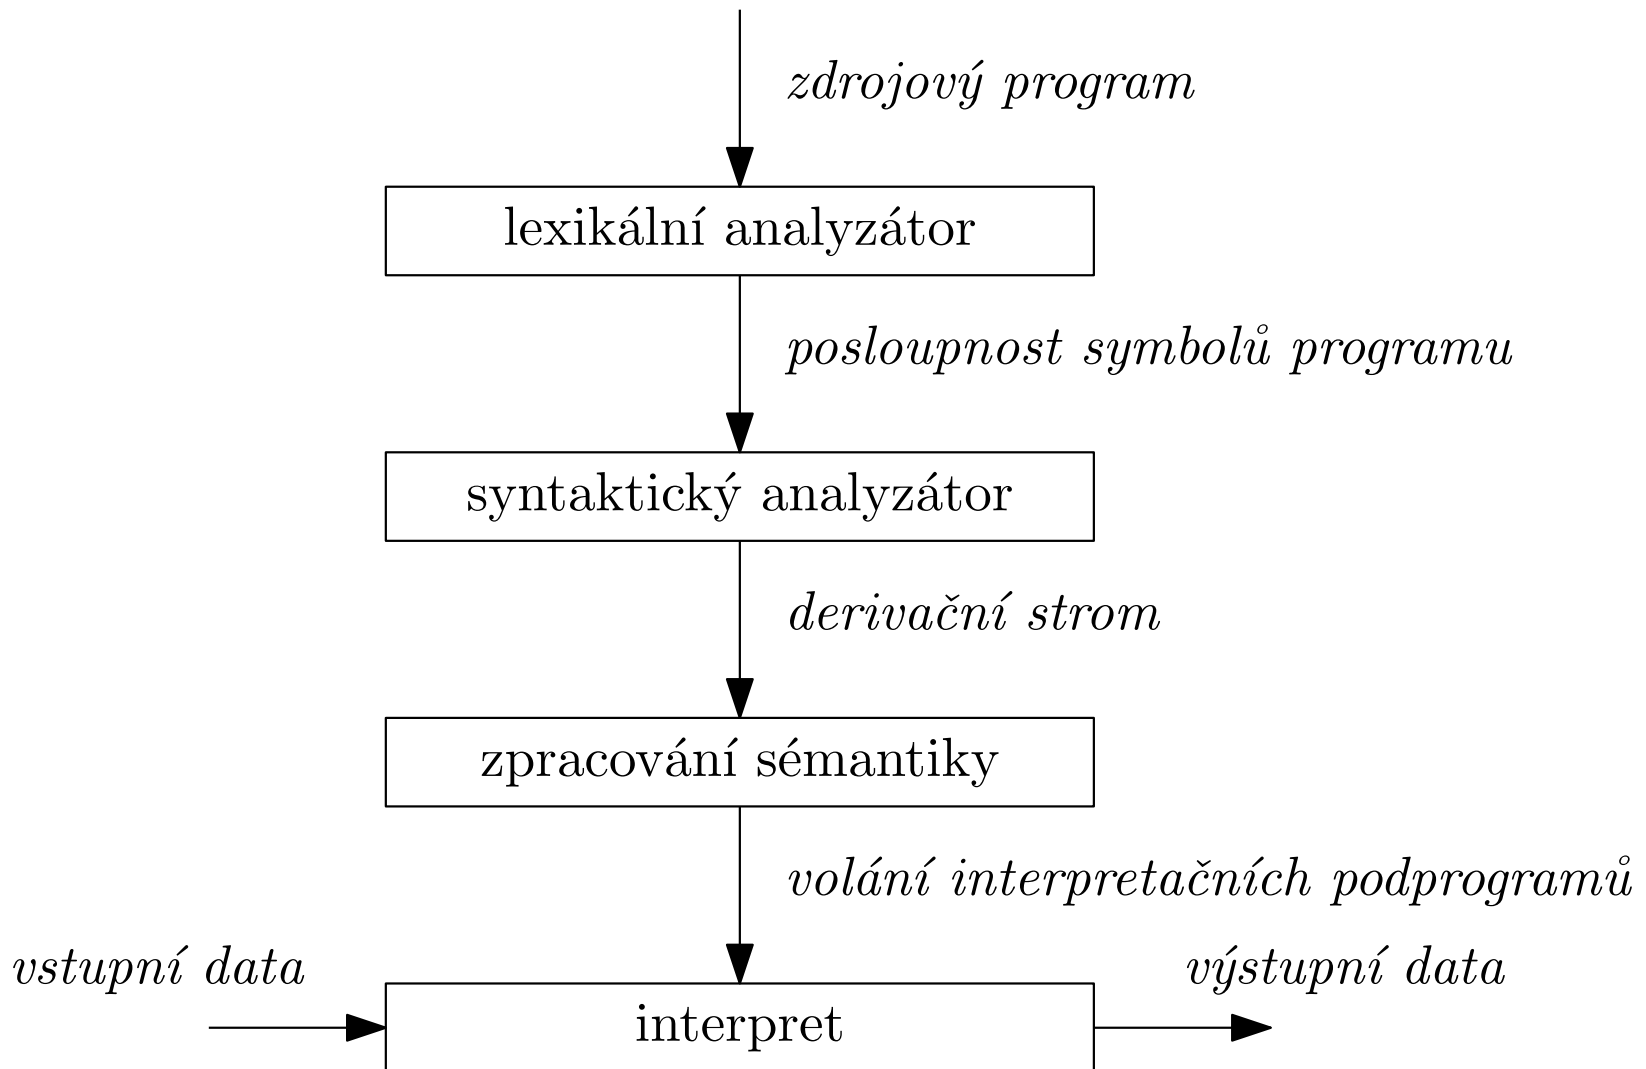 zdrojový program
lexikální analyzátor
posloupnost symbolů programu
syntaktický analyzátor
derivační strom
zpracování sémantiky
volání interpretačních podprogramů
vstupní data
výstupní data
interpret